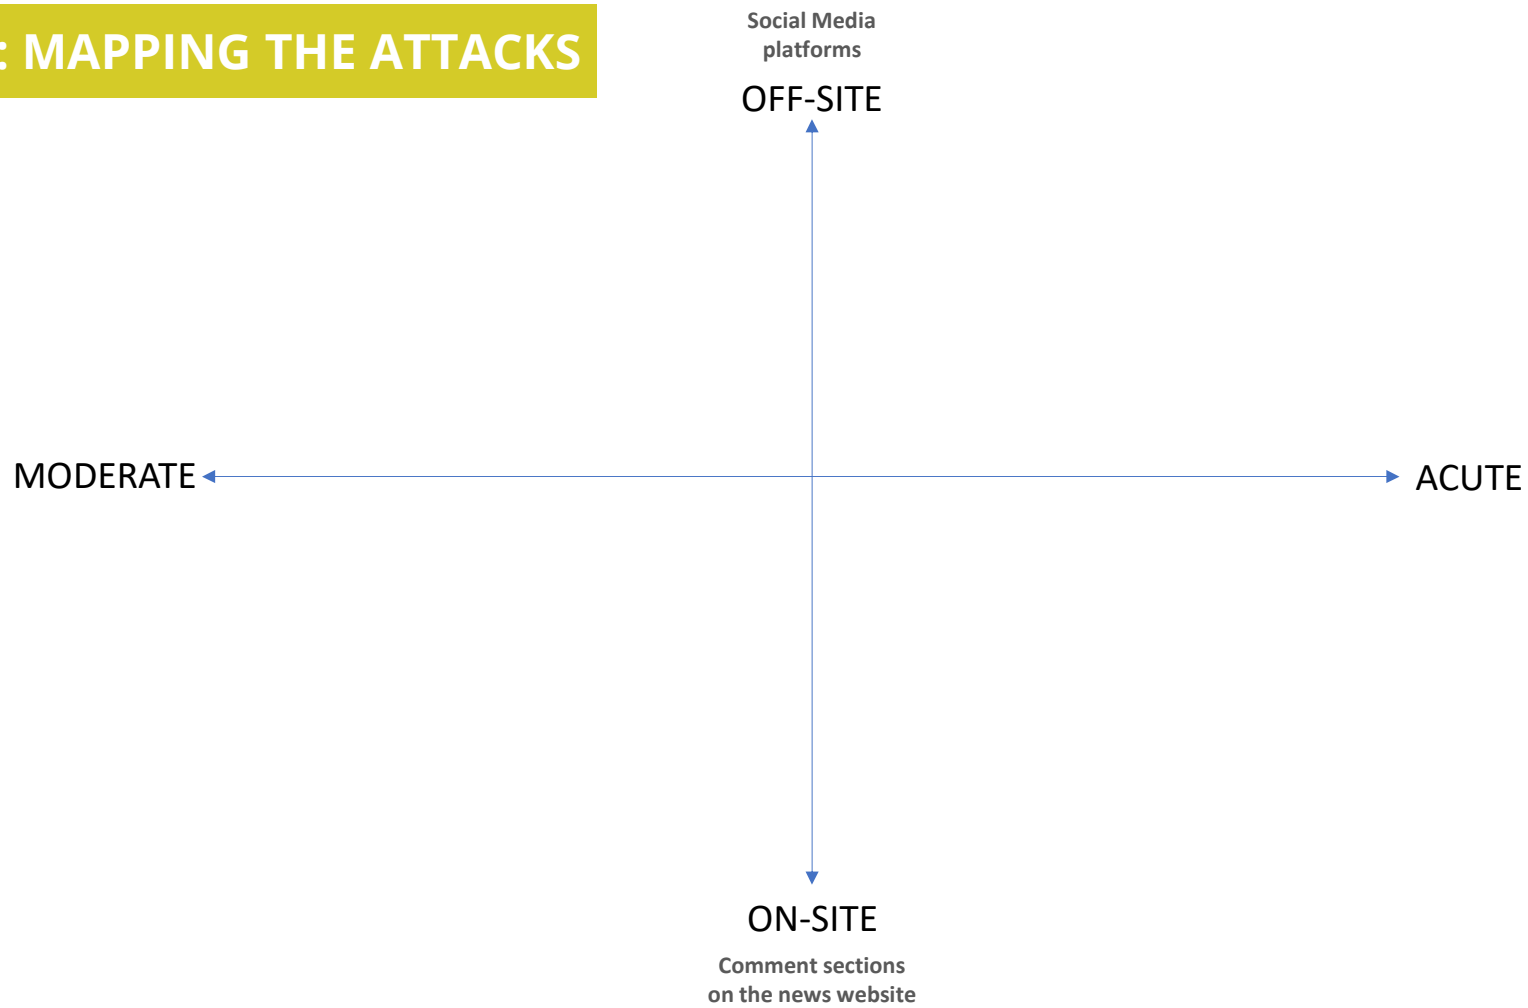 : MAPPING THE ATTACKS
Social Media
platforms
OFF-SITE
MODERATE
ACUTE
ON-SITE
Comment sections
on the news website